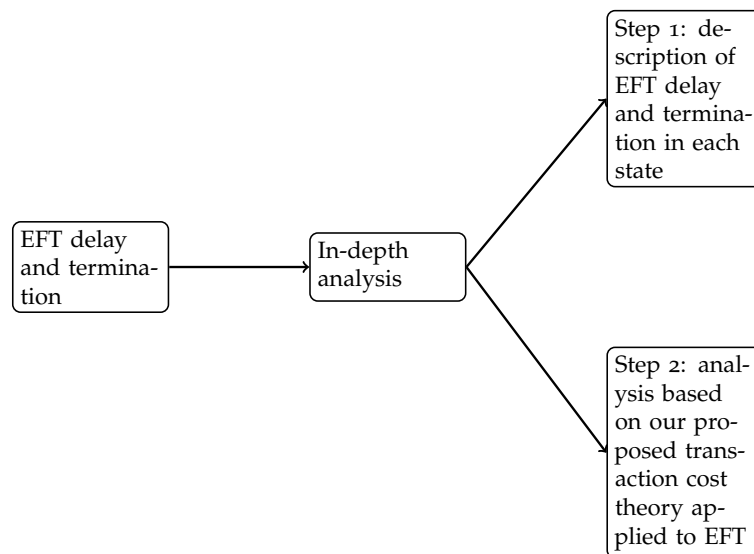 Step 1: de-
scription of
EFT delay
and termina-
tion in each
state
EFT delay
and termina-
tion
In-depth
analysis
Step 2: anal-
ysis based
on our pro-
posed trans-
action cost
theory ap-
plied to EFT